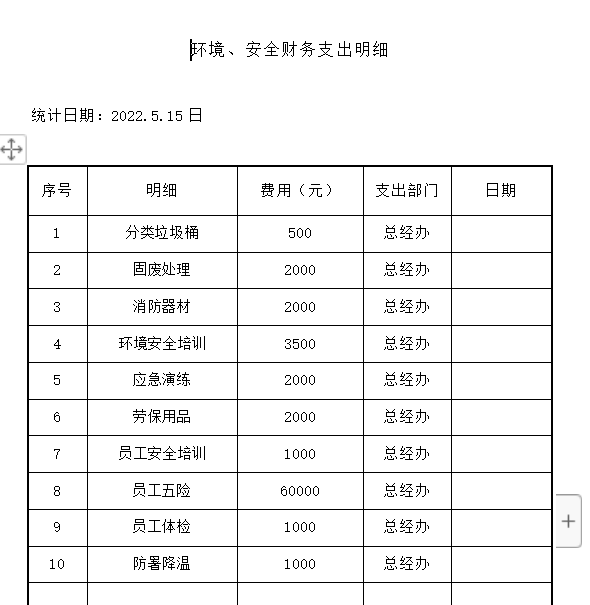 环境、安全财务支出明细
统计日期：2022.5.15日
序号 明细 费用（元） 支出部门 日期
1 分类垃圾桶 500 总经办
2 固废处理 2000 总经办
3 消防器材 2000 总经办
4 环境安全培训 3500 总经办
5 应急演练 2000 总经办
6 劳保用品 2000 总经办
7 员工安全培训 1000 总经办
8 员工五险 60000 总经办
9 员工体检 1000 总经办
10 防暑降温 1000 总经办